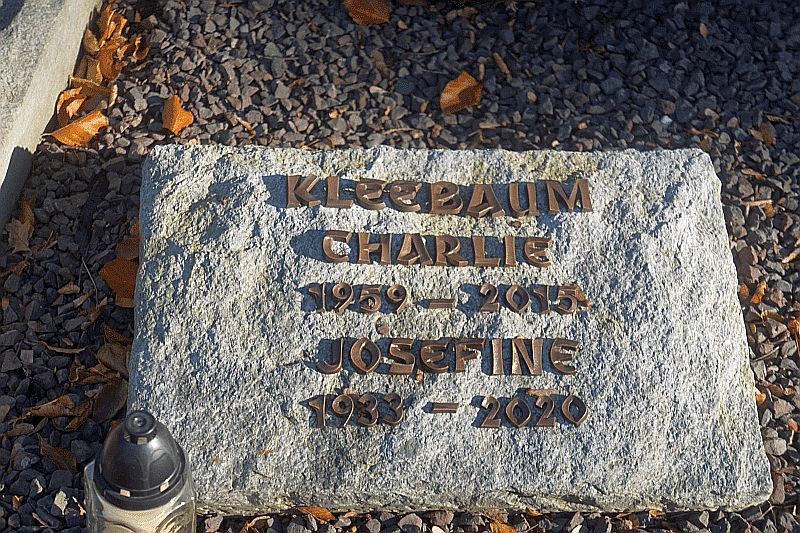 KLEEBAUM
CHARLIE
1959 – 2015
JOSEFINE
1933 – 2020